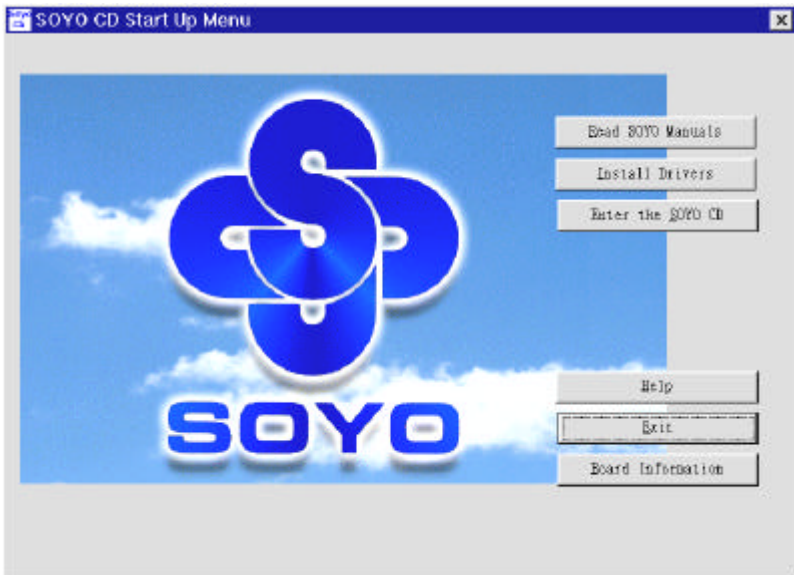 SOYO CD Start Up Menu
Read SOYO Manuals
Install Drivers
Enter the SOYO CD
SOYO
Help
Exit
Board Information